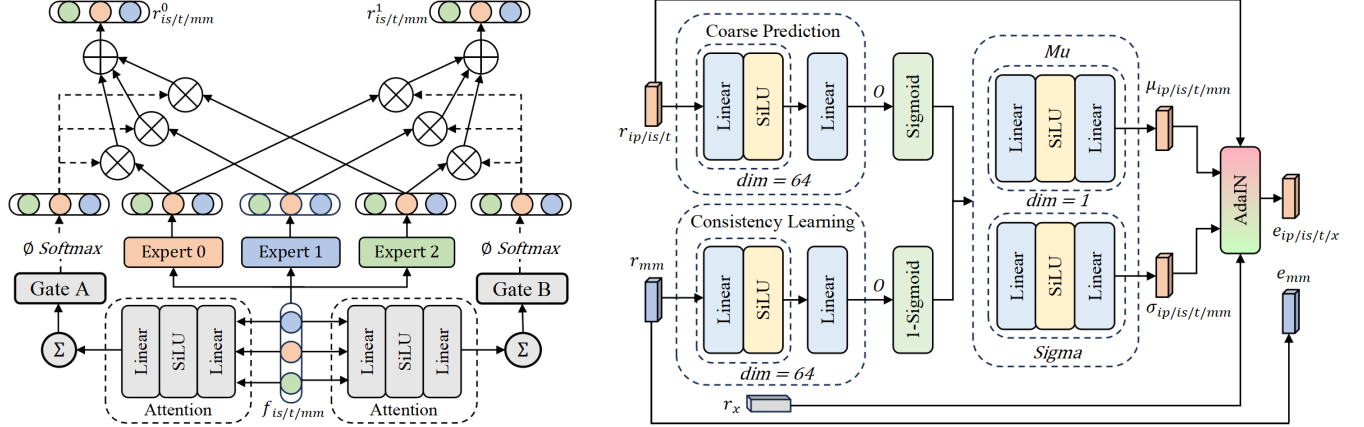 r^0_{is/t/mm}
r^1_{is/t/mm}
∅ Softmax
∅ Softmax
Expert 0
Expert 1
Expert 2
Gate A
Gate B
Σ
Linear
SiLU
Linear
Attention
f_{is/t/mm}
Linear
SiLU
Linear
Attention
Σ
Coarse Prediction
r_{ip/is/t}
Linear
SiLU
Linear
dim = 64
O
Sigmoid
Consistency Learning
r_{mm}
Linear
SiLU
Linear
dim = 64
O
1-Sigmoid
Mu
Linear
SiLU
Linear
dim = 1
Linear
SiLU
Linear
Sigma
μ_{ip/is/t/mm}
σ_{ip/is/t/mm}
AdaIN
e_{ip/is/t/x}
e_{mm}
r_x